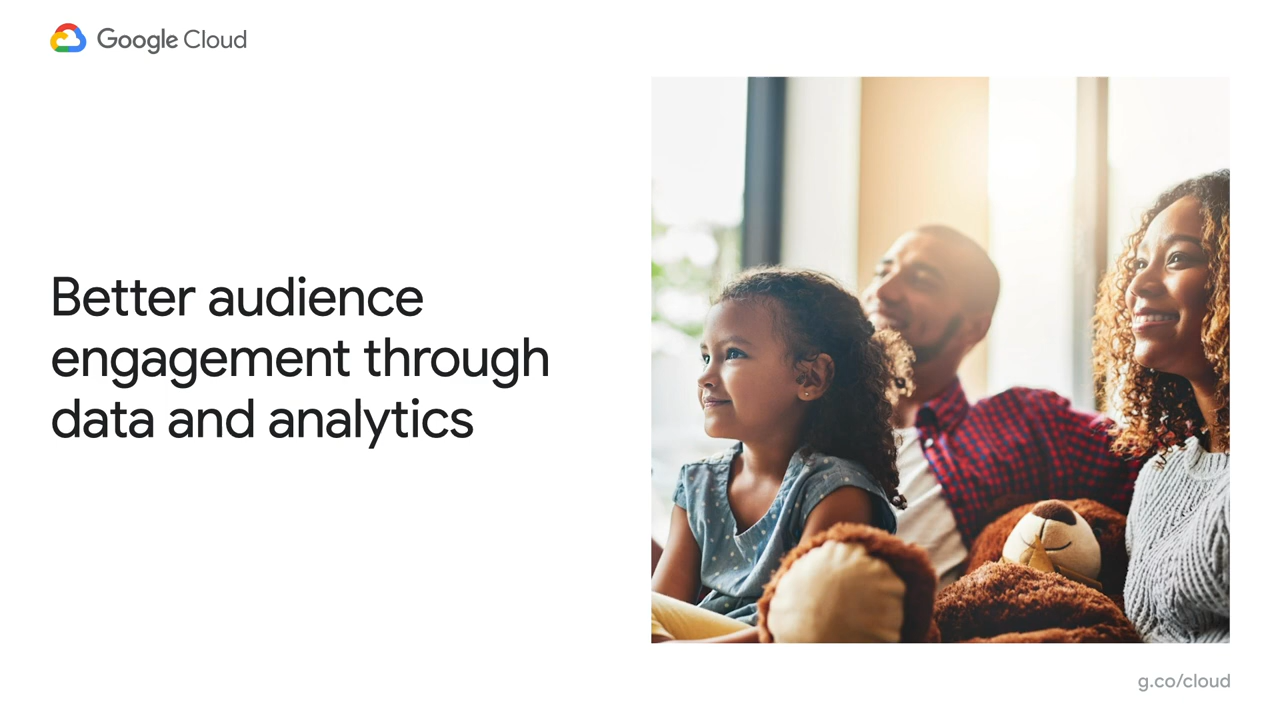 Google Cloud
Better audience
engagement through
data and analytics
g.co/cloud